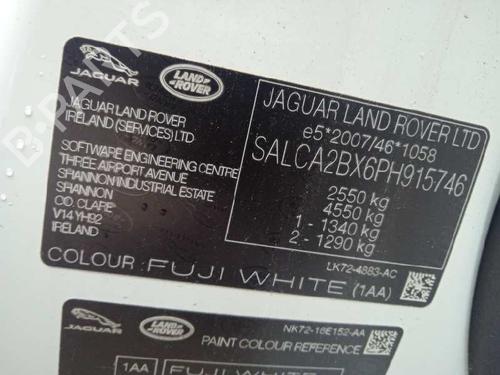 JAGUAR
LAND ROVER
JAGUAR LAND ROVER
IRELAND (SERVICES) LTD
SOFTWARE ENGINEERING CENTRE
THREE AIRPORT AVENUE
SHANNON INDUSTRIAL ESTATE
SHANNON
CO. CLARE
V14 YH92
IRELAND
JAGUAR LAND ROVER LTD
e5*2007/46*1058
SALCA2BX6PH915746
2550 kg
4550 kg
1 - 1340 kg
2 - 1290 kg
LK72-4883-AC
COLOUR: FUJI WHITE (1AA)
JAGUAR
LAND ROVER
NK72-16E152-AA
PAINT COLOUR REFERENCE
1AA FUJI WHITE
B-PARTS